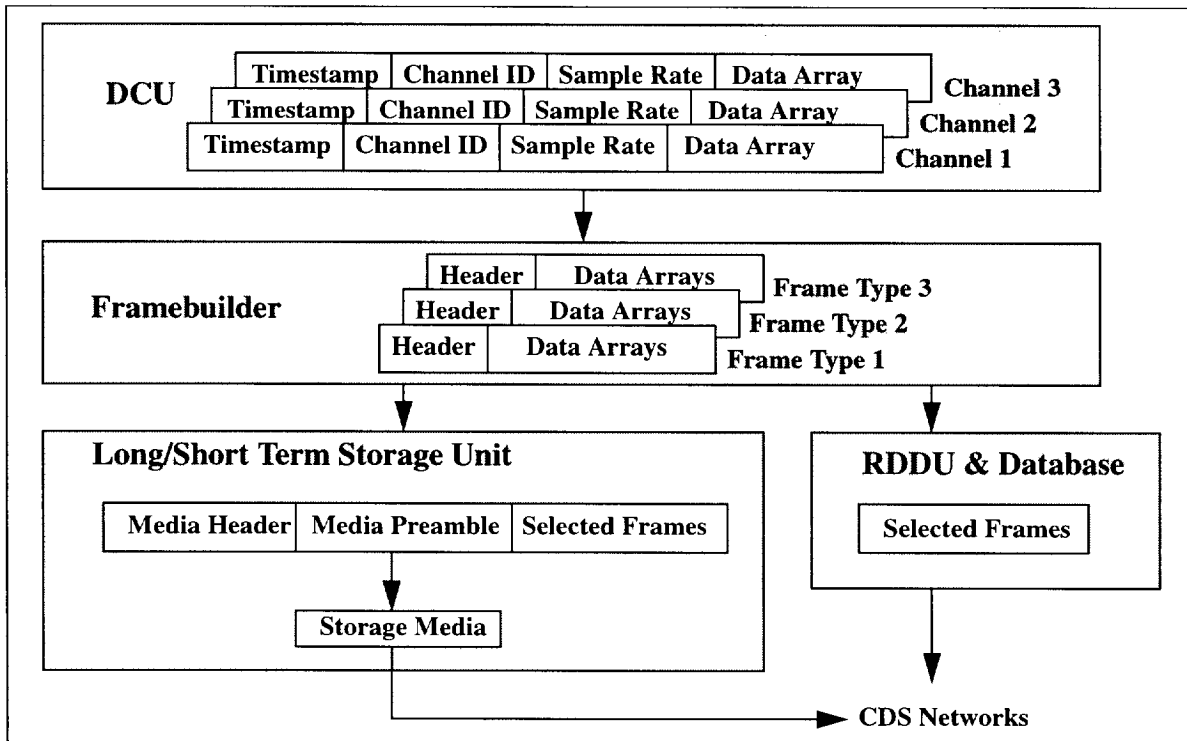 DCU
Timestamp Channel ID Sample Rate Data Array Channel 3
Timestamp Channel ID Sample Rate Data Array Channel 2
Timestamp Channel ID Sample Rate Data Array Channel 1
Framebuilder
Header Data Arrays Frame Type 3
Header Data Arrays Frame Type 2
Header Data Arrays Frame Type 1
Long/Short Term Storage Unit
Media Header Media Preamble Selected Frames
Storage Media
RDDU & Database
Selected Frames
CDS Networks